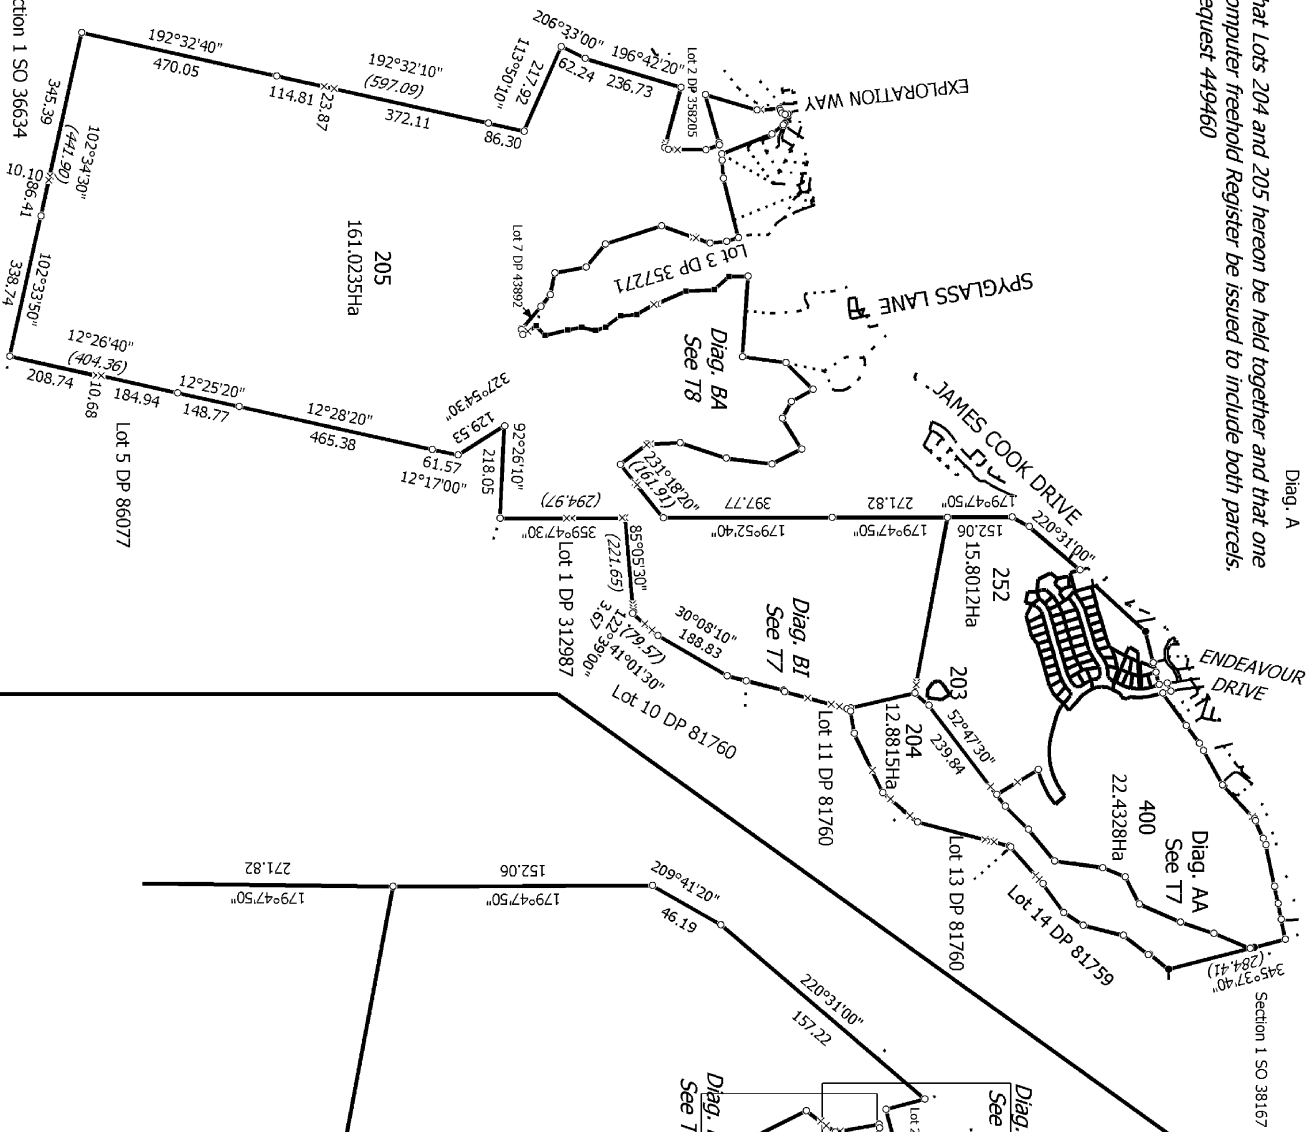 hat Lots 204 and 205 hereon be held together and that one
omputer freehold Register be issued to include both parcels.
equest 449460
Diag. A
ction 1 SO 36634
192°32'40"
470.05
192°32'10"
(597.09)
114.81
23.87
372.11
86.30
113°50'10"
217.92
206°33'00"
62.24
196°42'20"
236.73
Lot 2 DP 358205
EXPLORATION WAY
345.39
102°34'30"
(441.90)
10.10
86.41
102°33'50"
338.74
205
161.0235Ha
Lot 7 DP 43892
Lot 3 DP 357271
SPYGLASS LANE
Diag. BA
See T8
12°26'40"
(404.36)
208.74
10.68
184.94
12°25'20"
148.77
12°28'20"
465.38
61.57
12°17'00"
327°54'30"
129.53
92°26'10"
218.05
Lot 5 DP 86077
(294.97)
359°47'30"
Lot 1 DP 312987
231°18'20"
(161.91)
397.77
179°52'40"
271.82
179°47'50"
179°47'50"
152.06
JAMES COOK DRIVE
220°31'00"
252
15.8012Ha
85°05'30"
(221.65)
3.67
122°39'00"
(79.57)
41°01'30"
30°08'10"
188.83
Diag. BI
See T7
Lot 10 DP 81760
Lot 11 DP 81760
203
204
12.8815Ha
52°47'30"
239.84
ENDEAVOUR
DRIVE
400
22.4328Ha
Diag. AA
See T7
Lot 13 DP 81760
Lot 14 DP 81759
345°37'40"
(284.41)
Section 1 SO 38167
271.82
179°47'50"
152.06
179°47'50"
209°41'20"
46.19
220°31'00"
157.22
Diag.
See T
Diag.
See
Lot 2